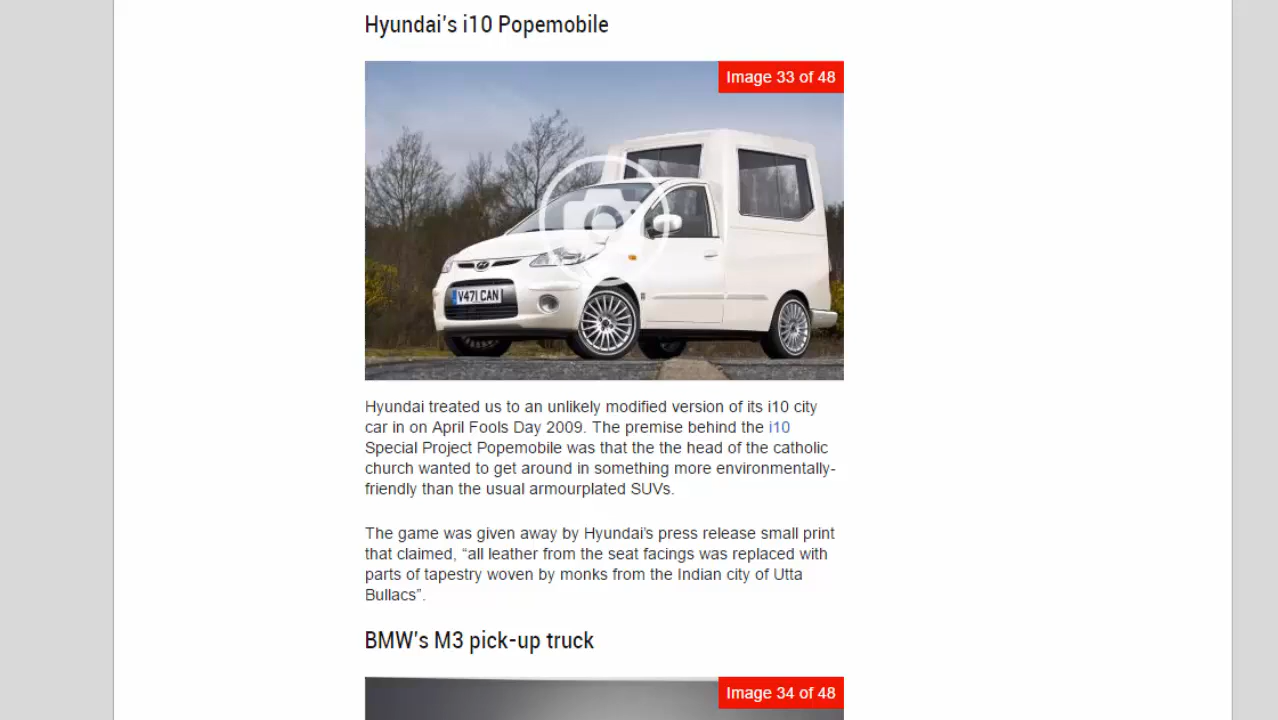 Hyundai's i10 Popemobile
Image 33 of 48
V471 CAN
Hyundai treated us to an unlikely modified version of its i10 city
car in on April Fools Day 2009. The premise behind the i10
Special Project Popemobile was that the the head of the catholic
church wanted to get around in something more environmentally-
friendly than the usual armourplated SUVs.
The game was given away by Hyundai's press release small print
that claimed, “all leather from the seat facings was replaced with
parts of tapestry woven by monks from the Indian city of Utta
Bullacs”.
BMW's M3 pick-up truck
Image 34 of 48